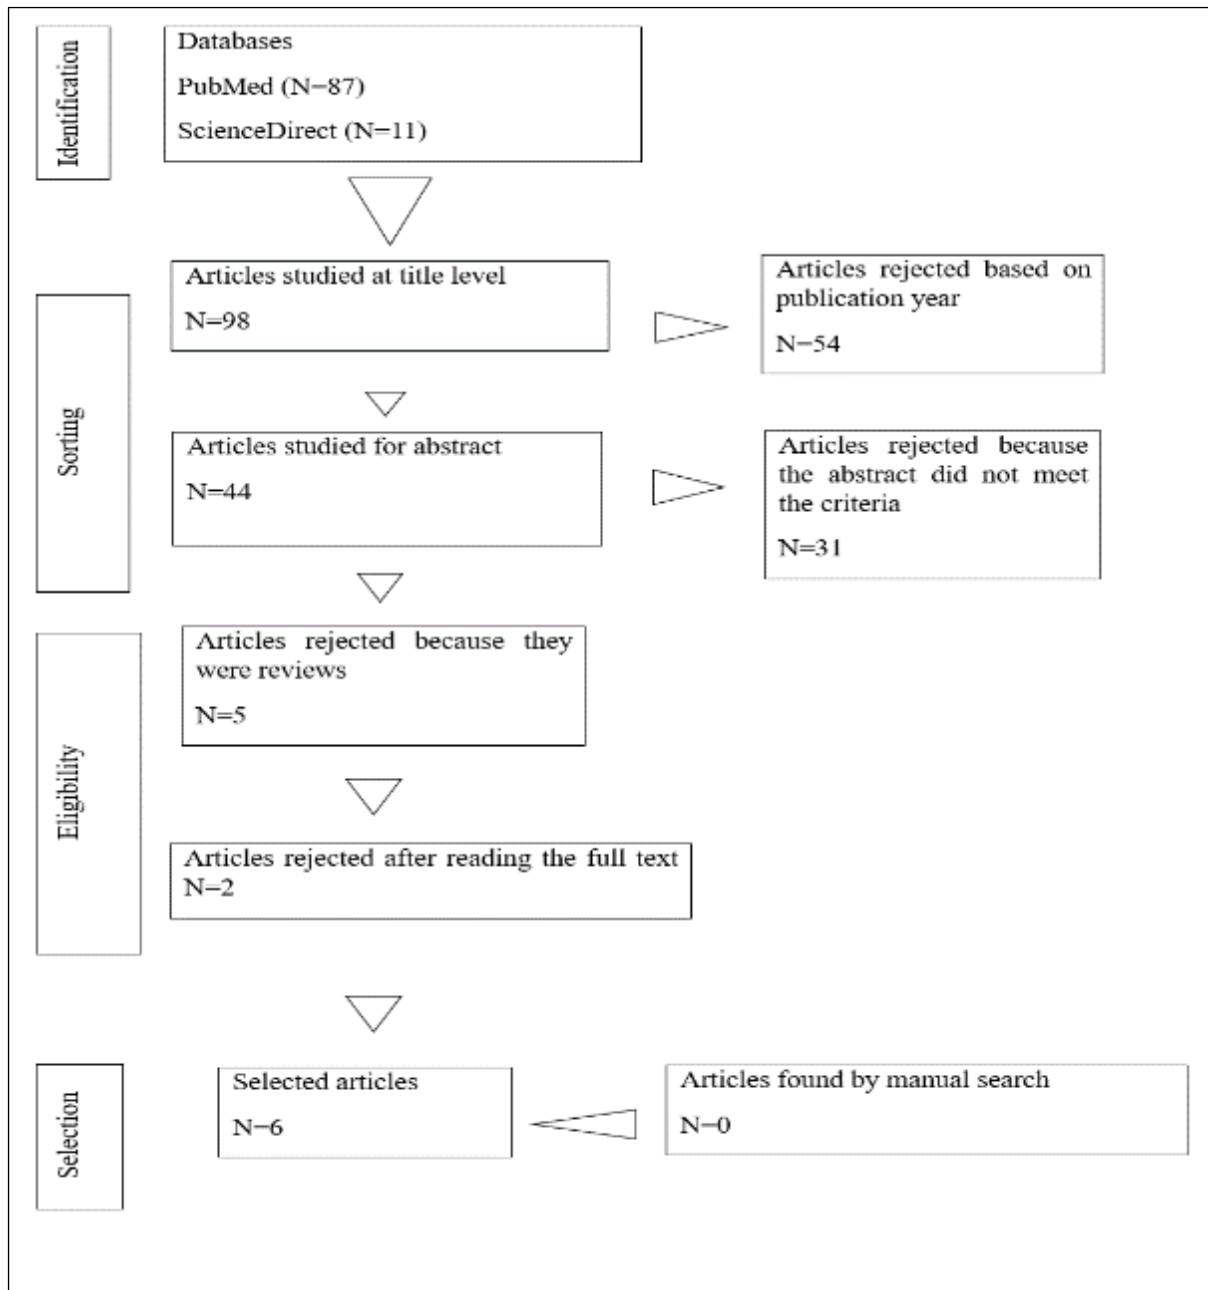 Identification
Databases
PubMed (N=87)
ScienceDirect (N=11)
Sorting
Articles studied at title level
N=98
Articles rejected based on
publication year
N=54
Articles studied for abstract
N=44
Articles rejected because
the abstract did not meet
the criteria
N=31
Eligibility
Articles rejected because they
were reviews
N=5
Articles rejected after reading the full text
N=2
Selection
Selected articles
N=6
Articles found by manual search
N=0